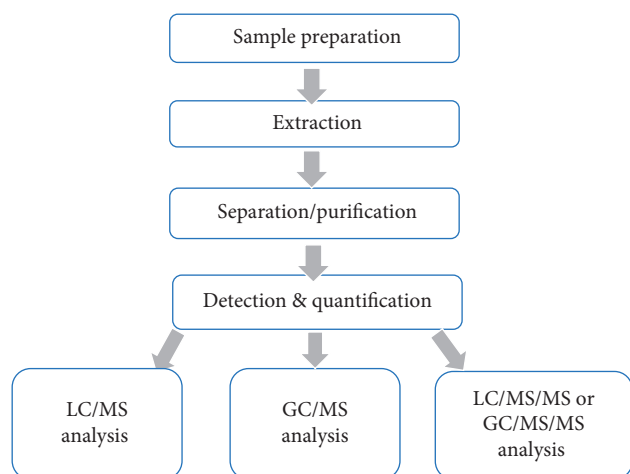 Sample preparation
Extraction
Separation/purification
Detection & quantification
LC/MS
analysis
GC/MS
analysis
LC/MS/MS or
GC/MS/MS
analysis